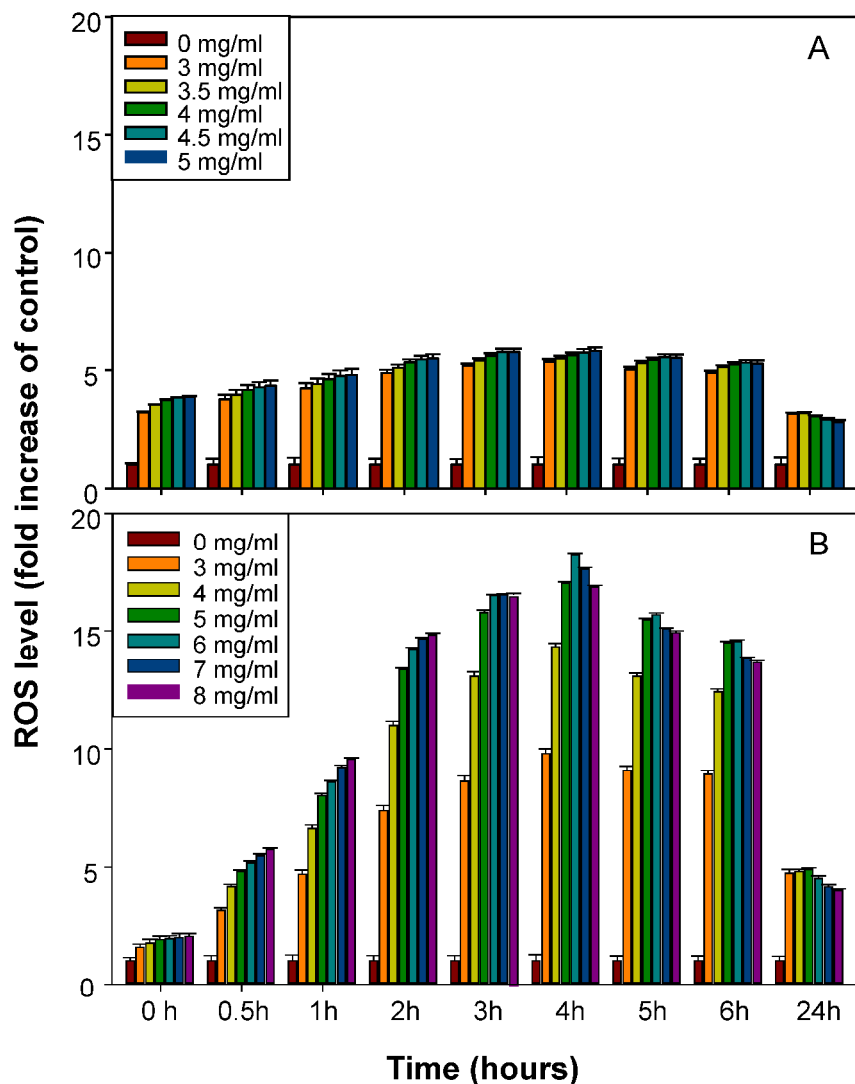 ROS level (fold increase of control)
20
15
10
5
0
A
0 mg/ml
3 mg/ml
3.5 mg/ml
4 mg/ml
4.5 mg/ml
5 mg/ml
20
15
10
5
0
B
0 mg/ml
3 mg/ml
4 mg/ml
5 mg/ml
6 mg/ml
7 mg/ml
8 mg/ml
0 h 0.5h 1h 2h 3h 4h 5h 6h 24h
Time (hours)